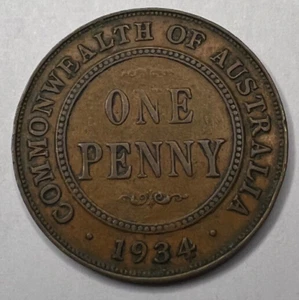 COMMONWEALTH OF AUSTRALIA
ONE
PENNY
· 1934 ·